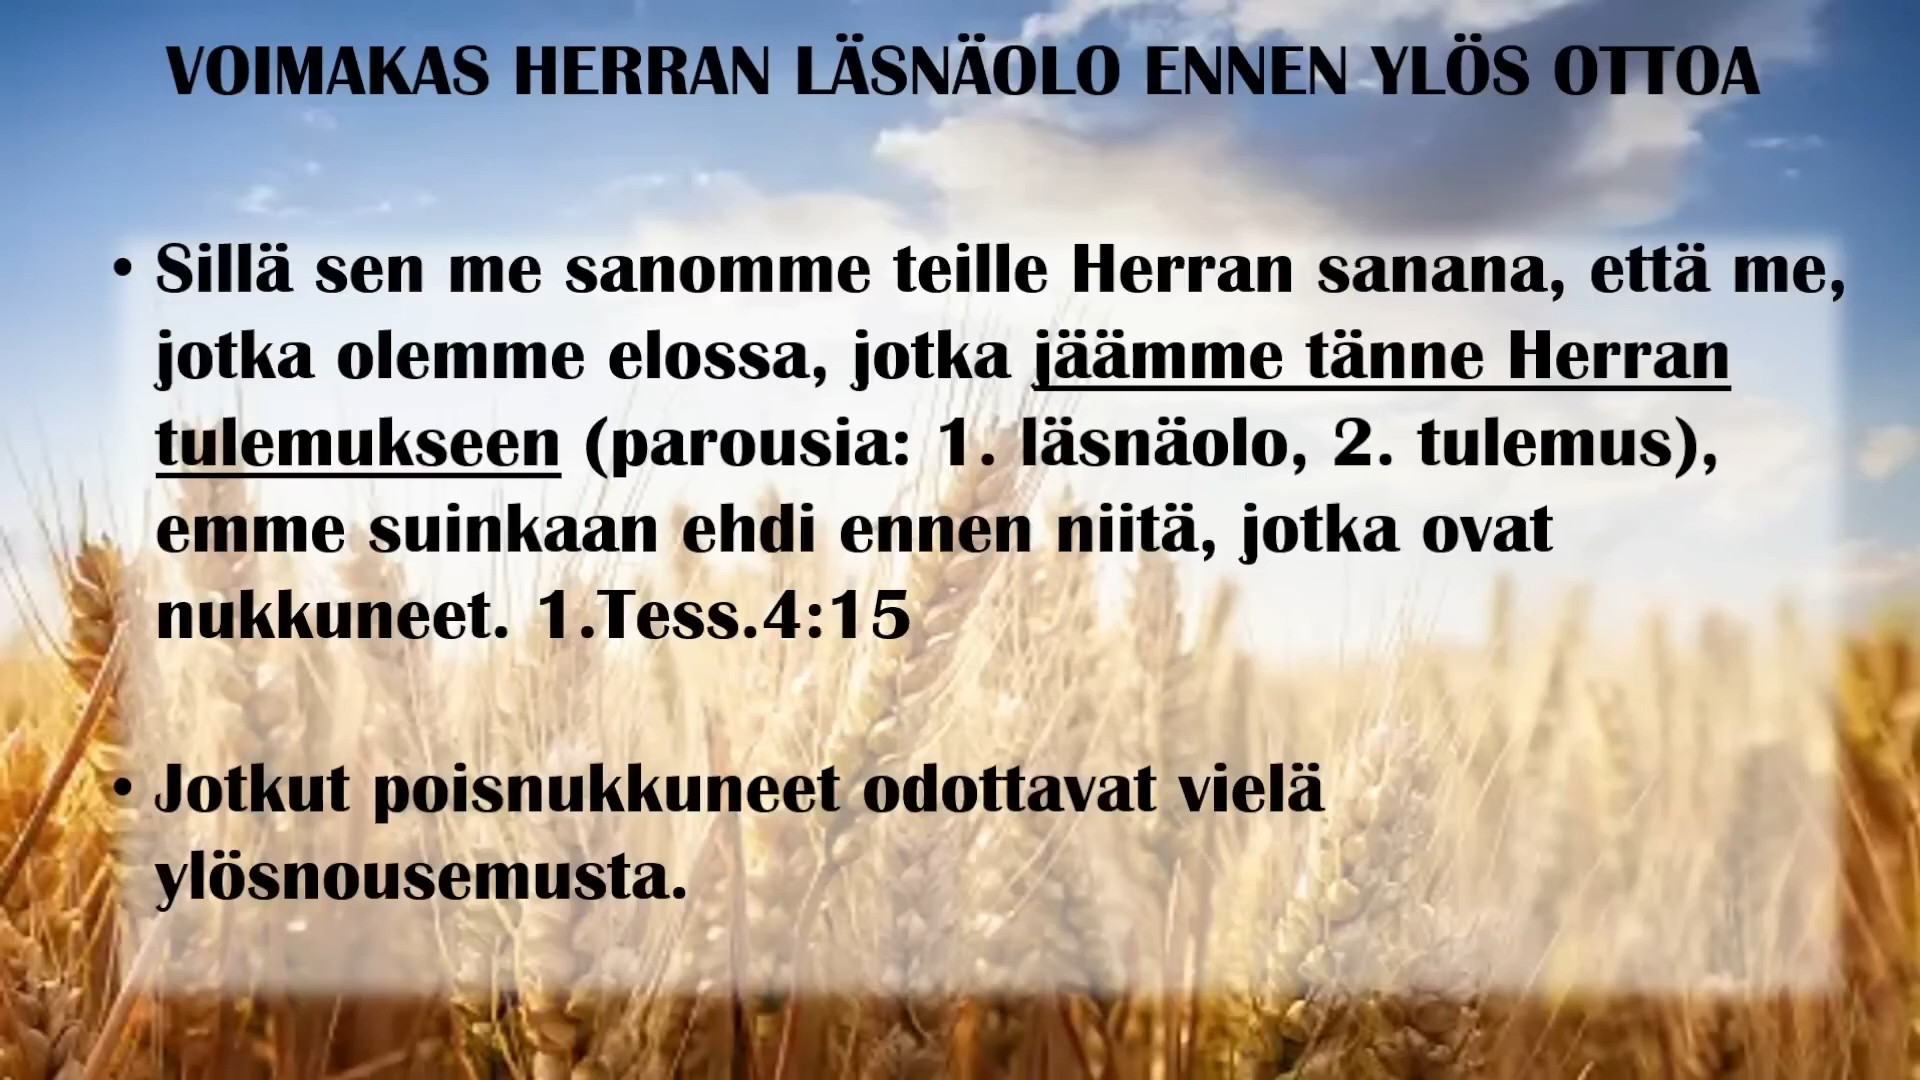 VOIMAKAS HERRAN LÄSNÄOLO ENNEN YLÖS OTTOA
• Sillä sen me sanomme teille Herran sanana, että me,
jotka olemme elossa, jotka jäämme tänne Herran
tulemukseen (parousia: 1. läsnäolo, 2. tulemus),
emme suinkaan ehdi ennen niitä, jotka ovat
nukkuneet. 1.Tess.4:15
• Jotkut poisnukkuneet odottavat vielä
ylösnousemusta.